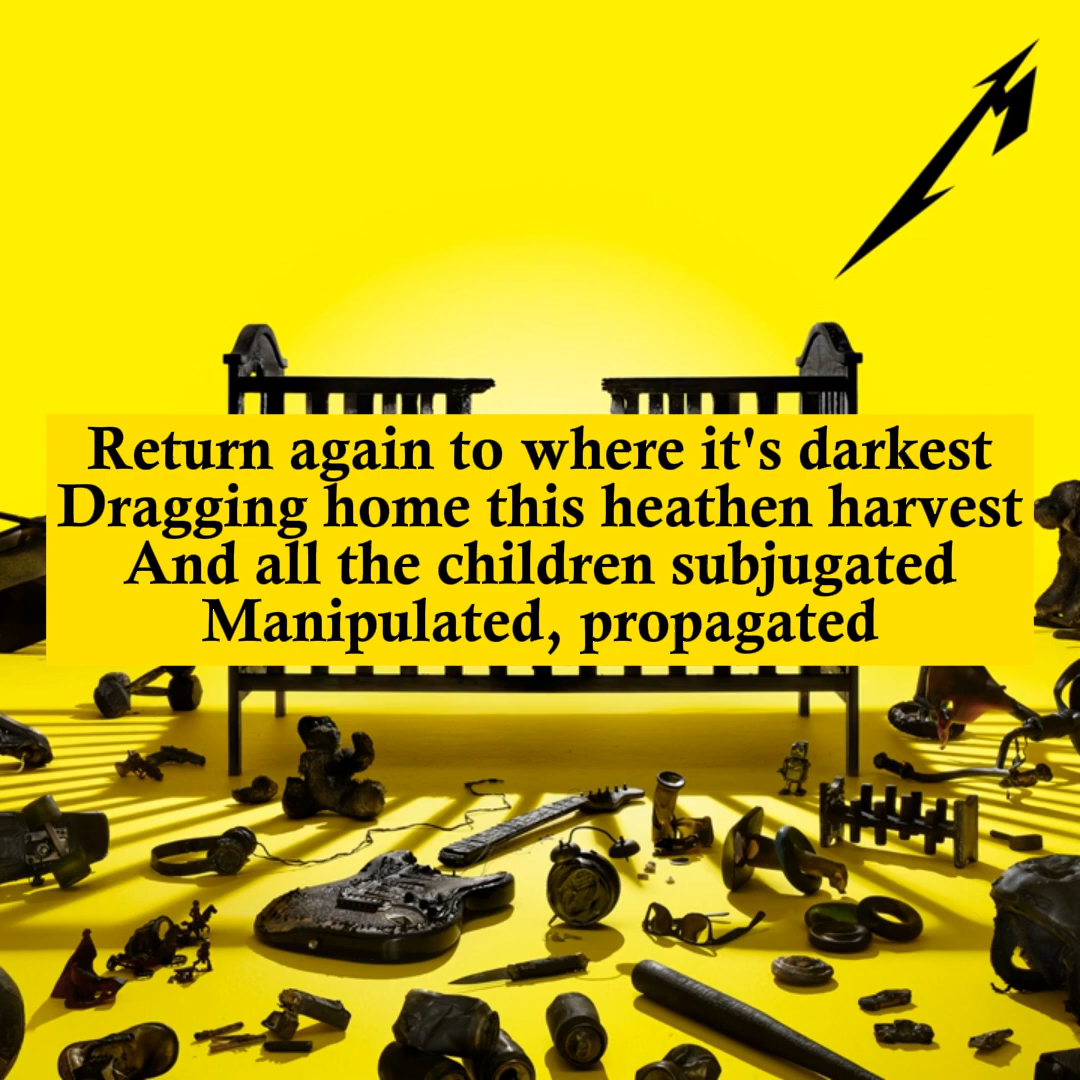 Return again to where it's darkest
Dragging home this heathen harvest
And all the children subjugated
Manipulated, propagated